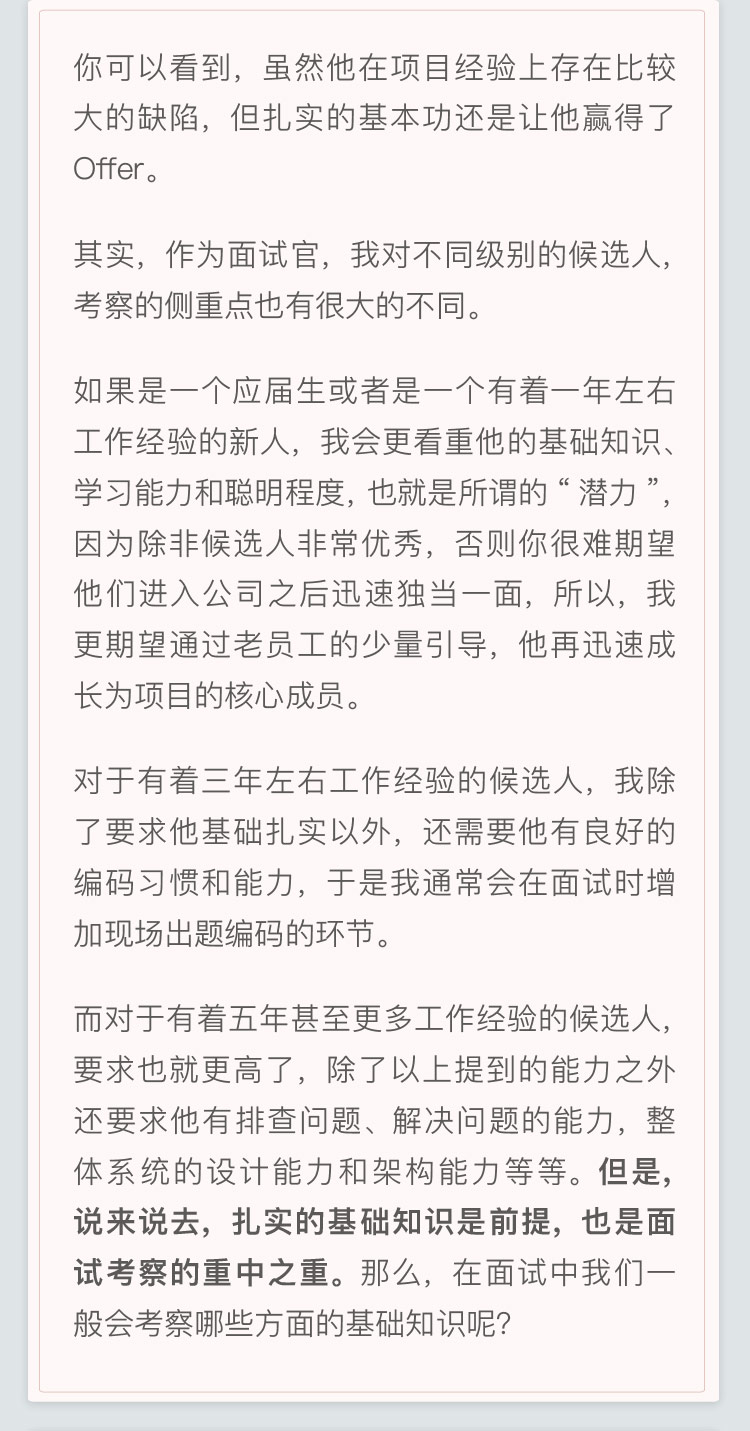 你可以看到，虽然他在项目经验上存在比较
大的缺陷，但扎实的基本功还是让他赢得了
Offer。
其实，作为面试官，我对不同级别的候选人，
考察的侧重点也有很大的不同。
如果是一个应届生或者是一个有着一年左右
工作经验的新人，我会更看重他的基础知识、
学习能力和聪明程度，也就是所谓的“潜力”，
因为除非候选人非常优秀，否则你很难期望
他们进入公司之后迅速独当一面，所以，我
更期望通过老员工的少量引导，他再迅速成
长为项目的核心成员。
对于有着三年左右工作经验的候选人，我除
了要求他基础扎实以外，还需要他有良好的
编码习惯和能力，于是我通常会在面试时增
加现场出题编码的环节。
而对于有着五年甚至更多工作经验的候选人，
要求也就更高了，除了以上提到的能力之外
还要求他有排查问题、解决问题的能力，整
体系统的设计能力和架构能力等等。但是，
说来说去，扎实的基础知识是前提，也是面
试考察的重中之重。那么，在面试中我们一
般会考察哪些方面的基础知识呢？